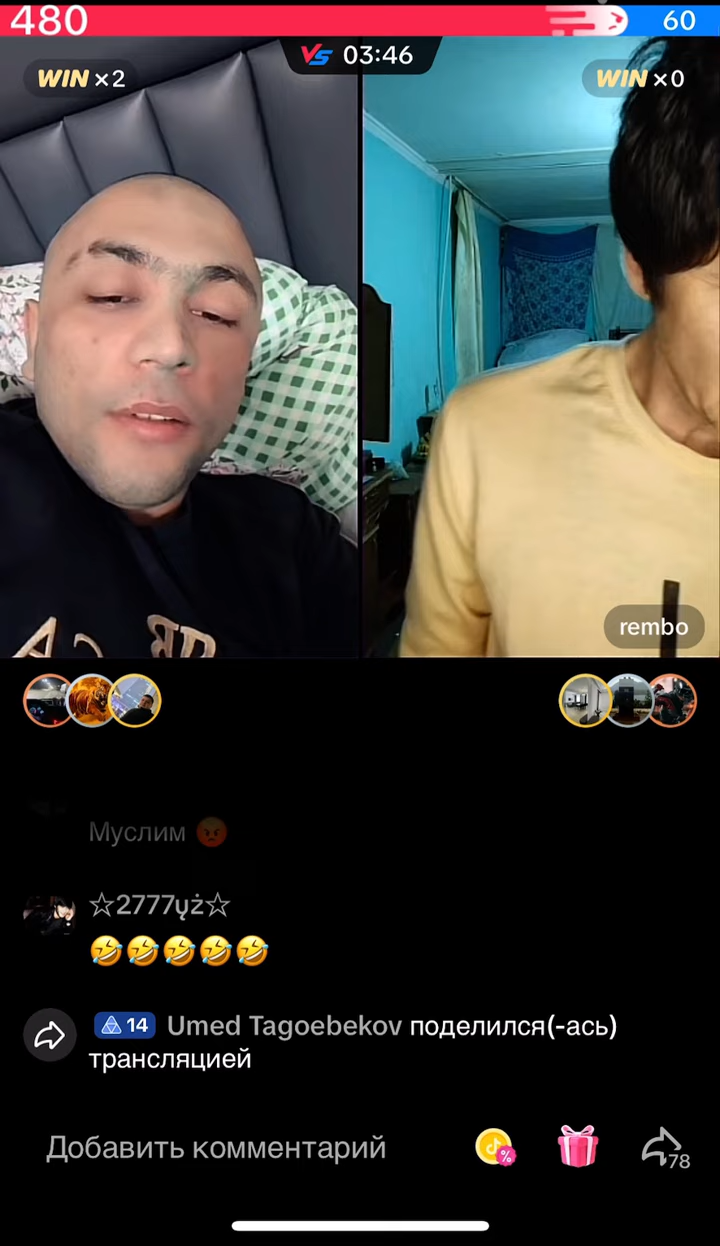 480
60
VS 03:46
WIN ×2
WIN ×0
rembo
Муслим 😡
☆2777ųż☆
🤣🤣🤣🤣🤣
14 Umed Tagoebekov поделился(-ась)
трансляцией
Добавить комментарий
78